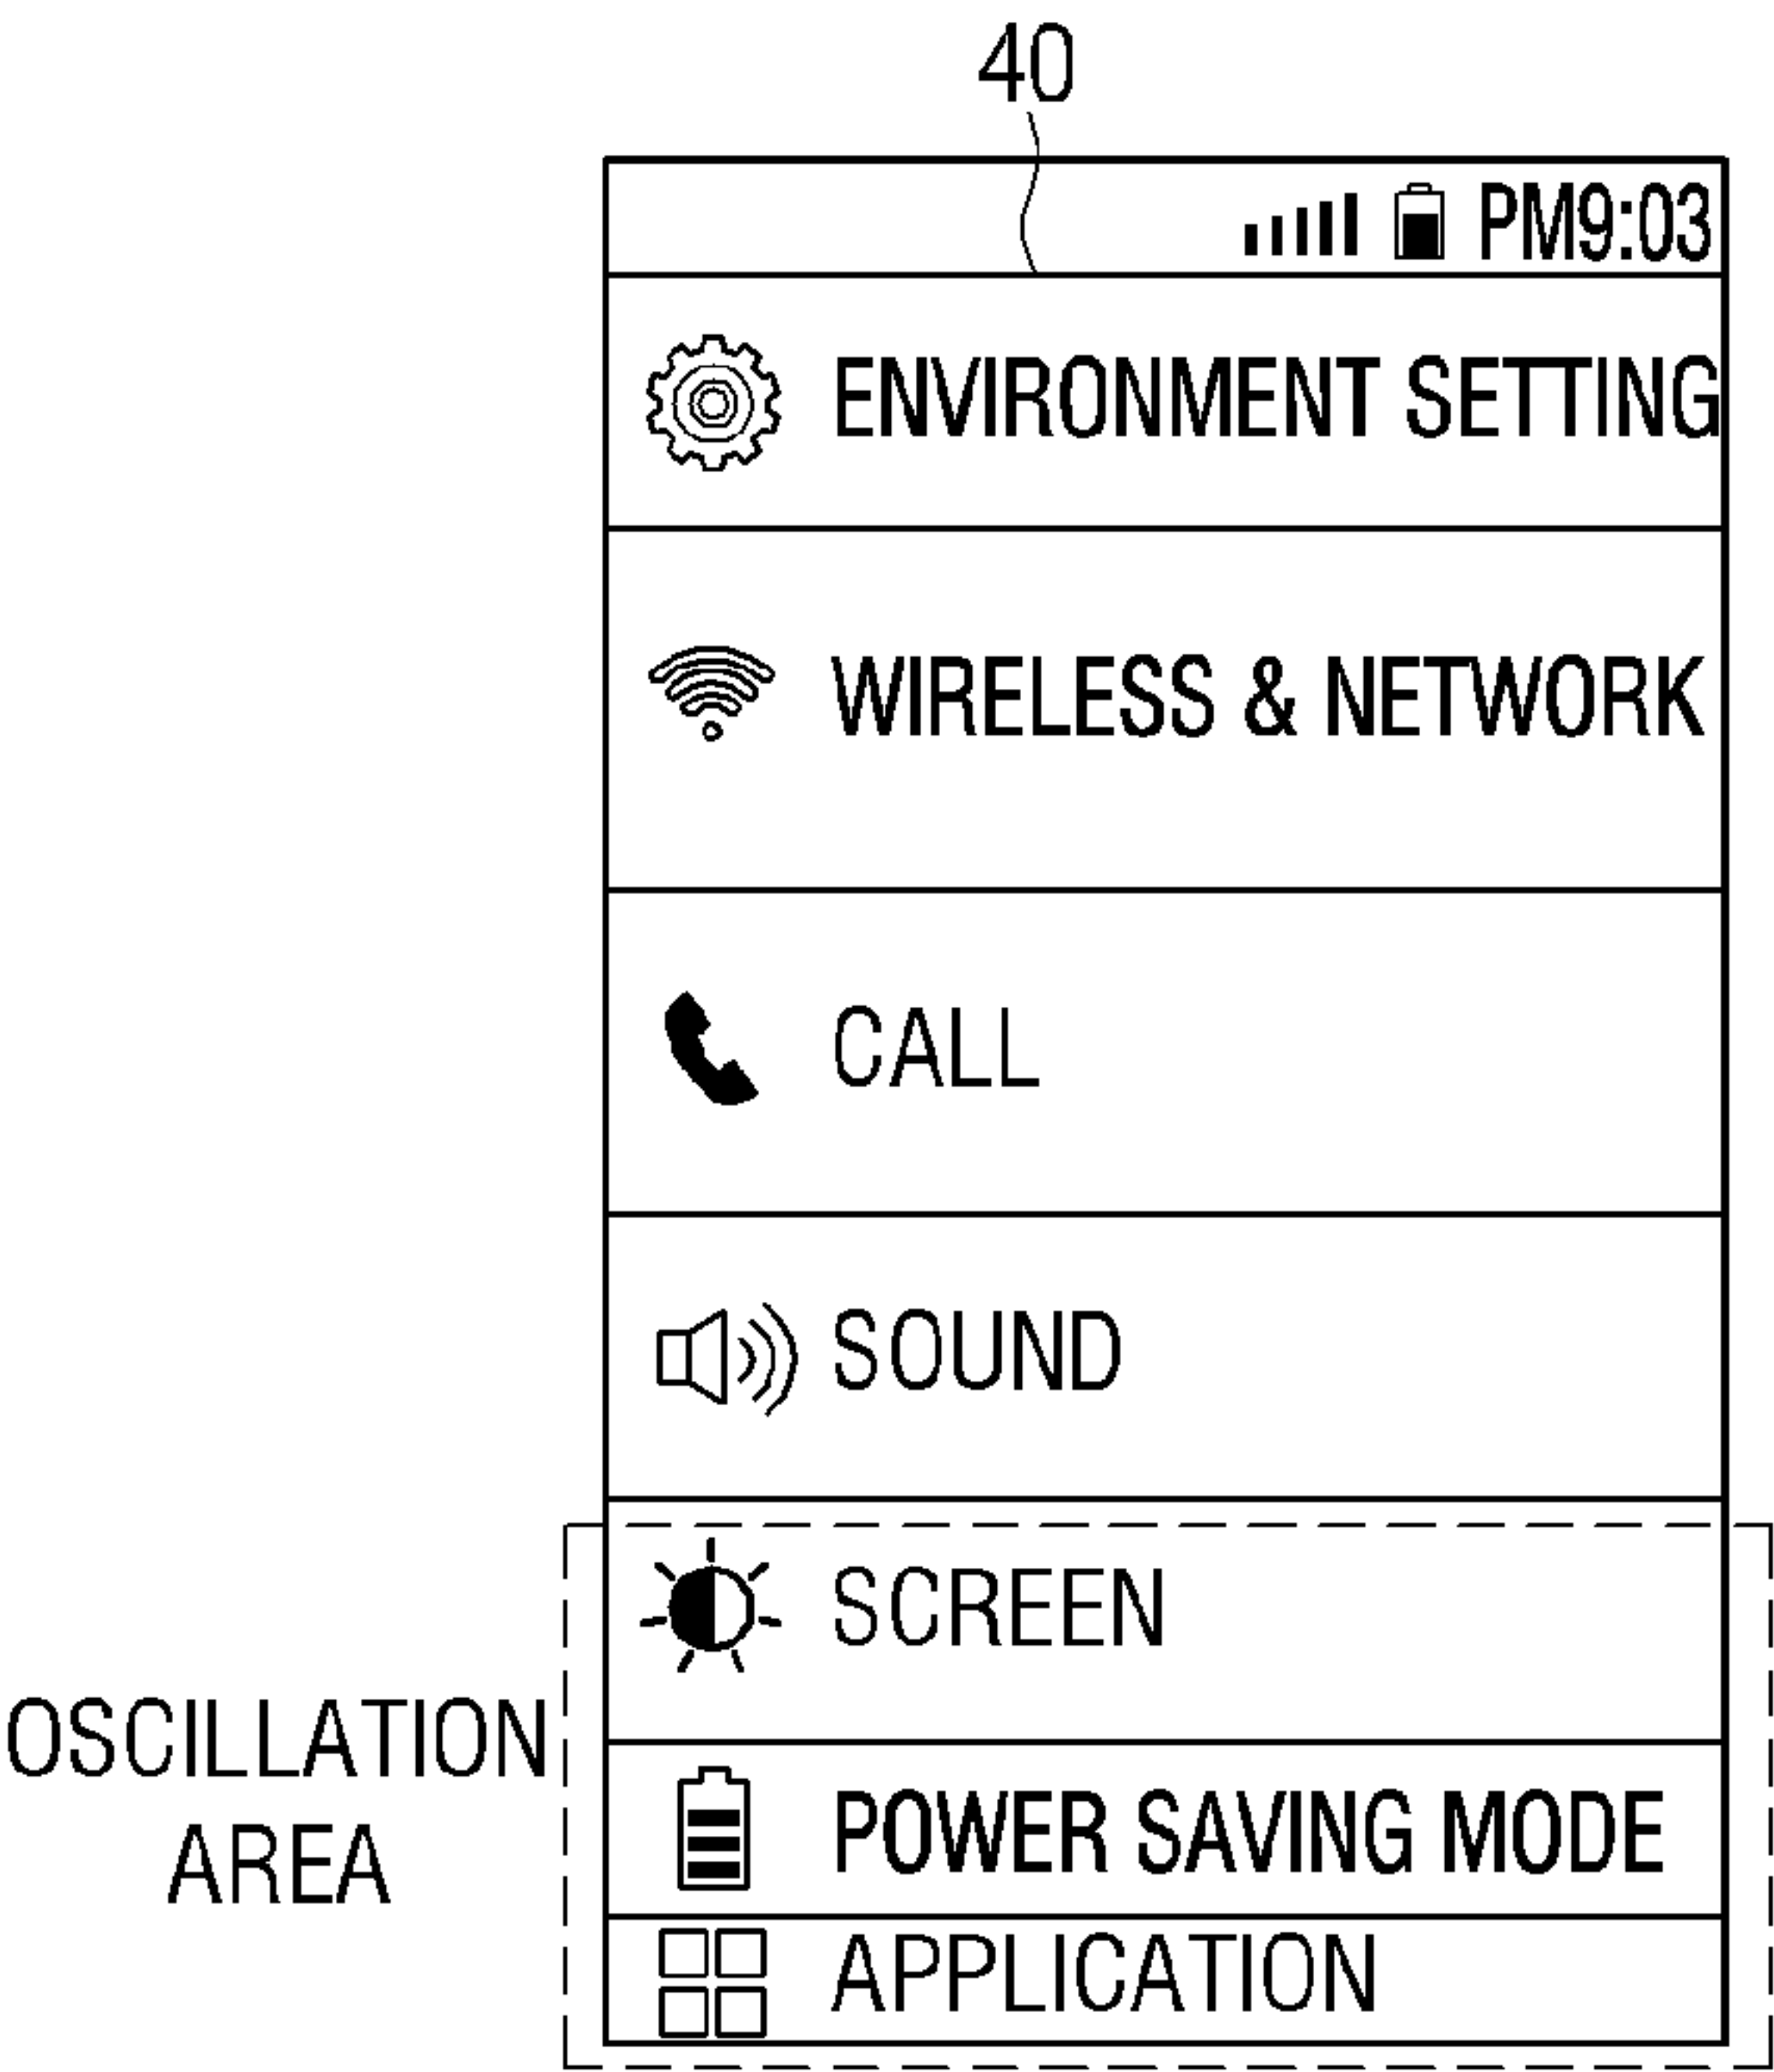 40
PM9:03
ENVIRONMENT SETTING
WIRELESS & NETWORK
CALL
SOUND
SCREEN
OSCILLATION
AREA
POWER SAVING MODE
APPLICATION